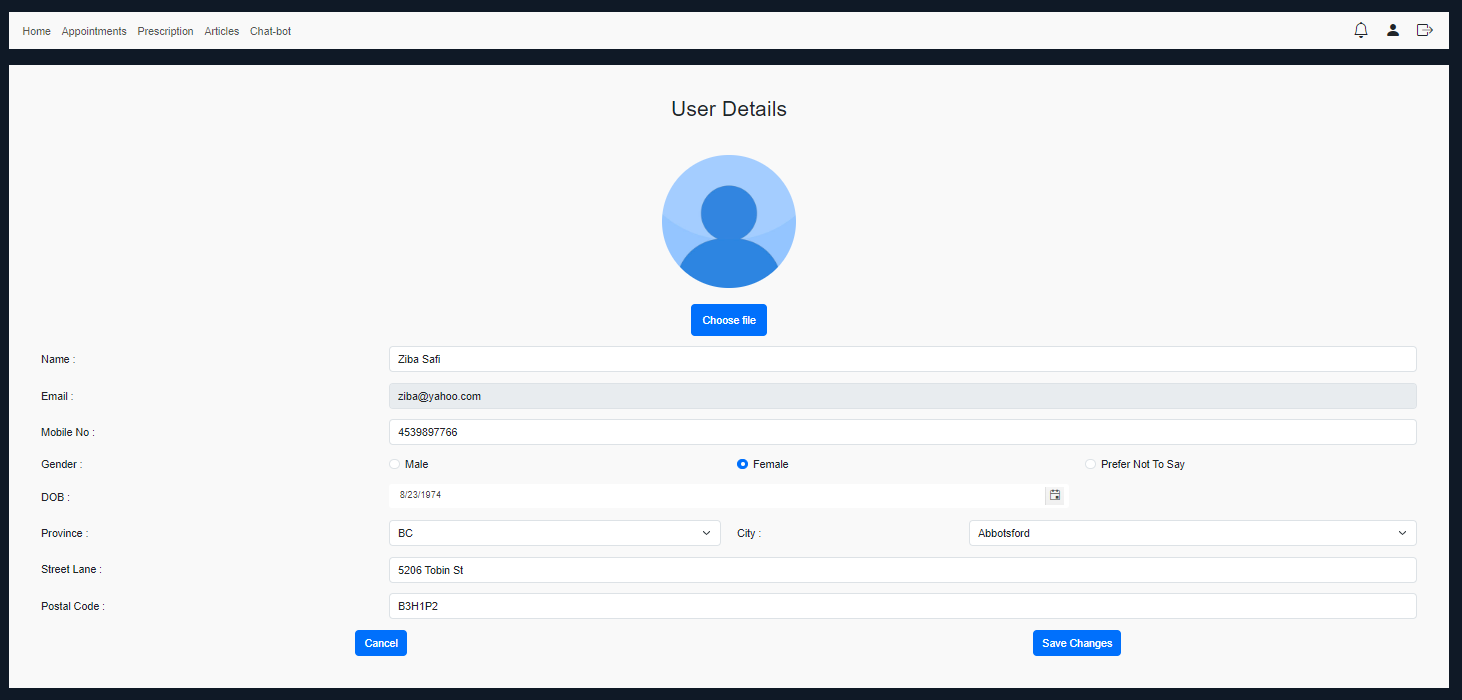 Home Appointments Prescription Articles Chat-bot
User Details
Choose file
Name : Ziba Safi
Email : ziba@yahoo.com
Mobile No : 4539897766
Gender : Male Female Prefer Not To Say
DOB : 8/23/1974
Province : BC City : Abbotsford
Street Lane : 5206 Tobin St
Postal Code : B3H1P2
Cancel Save Changes